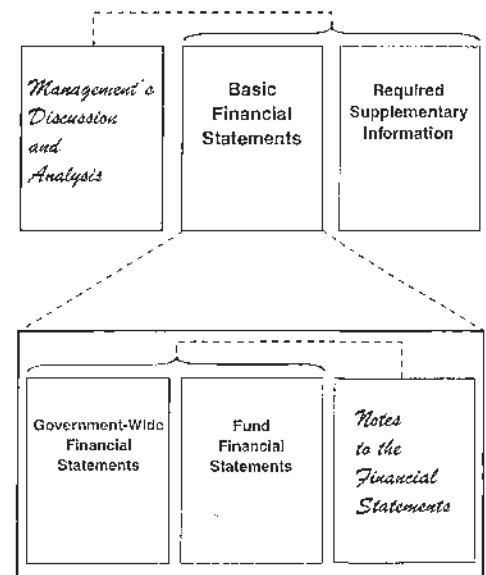 Management's
Discussion
and
Analysis
Basic
Financial
Statements
Required
Supplementary
Information
Government-Wide
Financial
Statements
Fund
Financial
Statements
Notes
to the
Financial
Statements